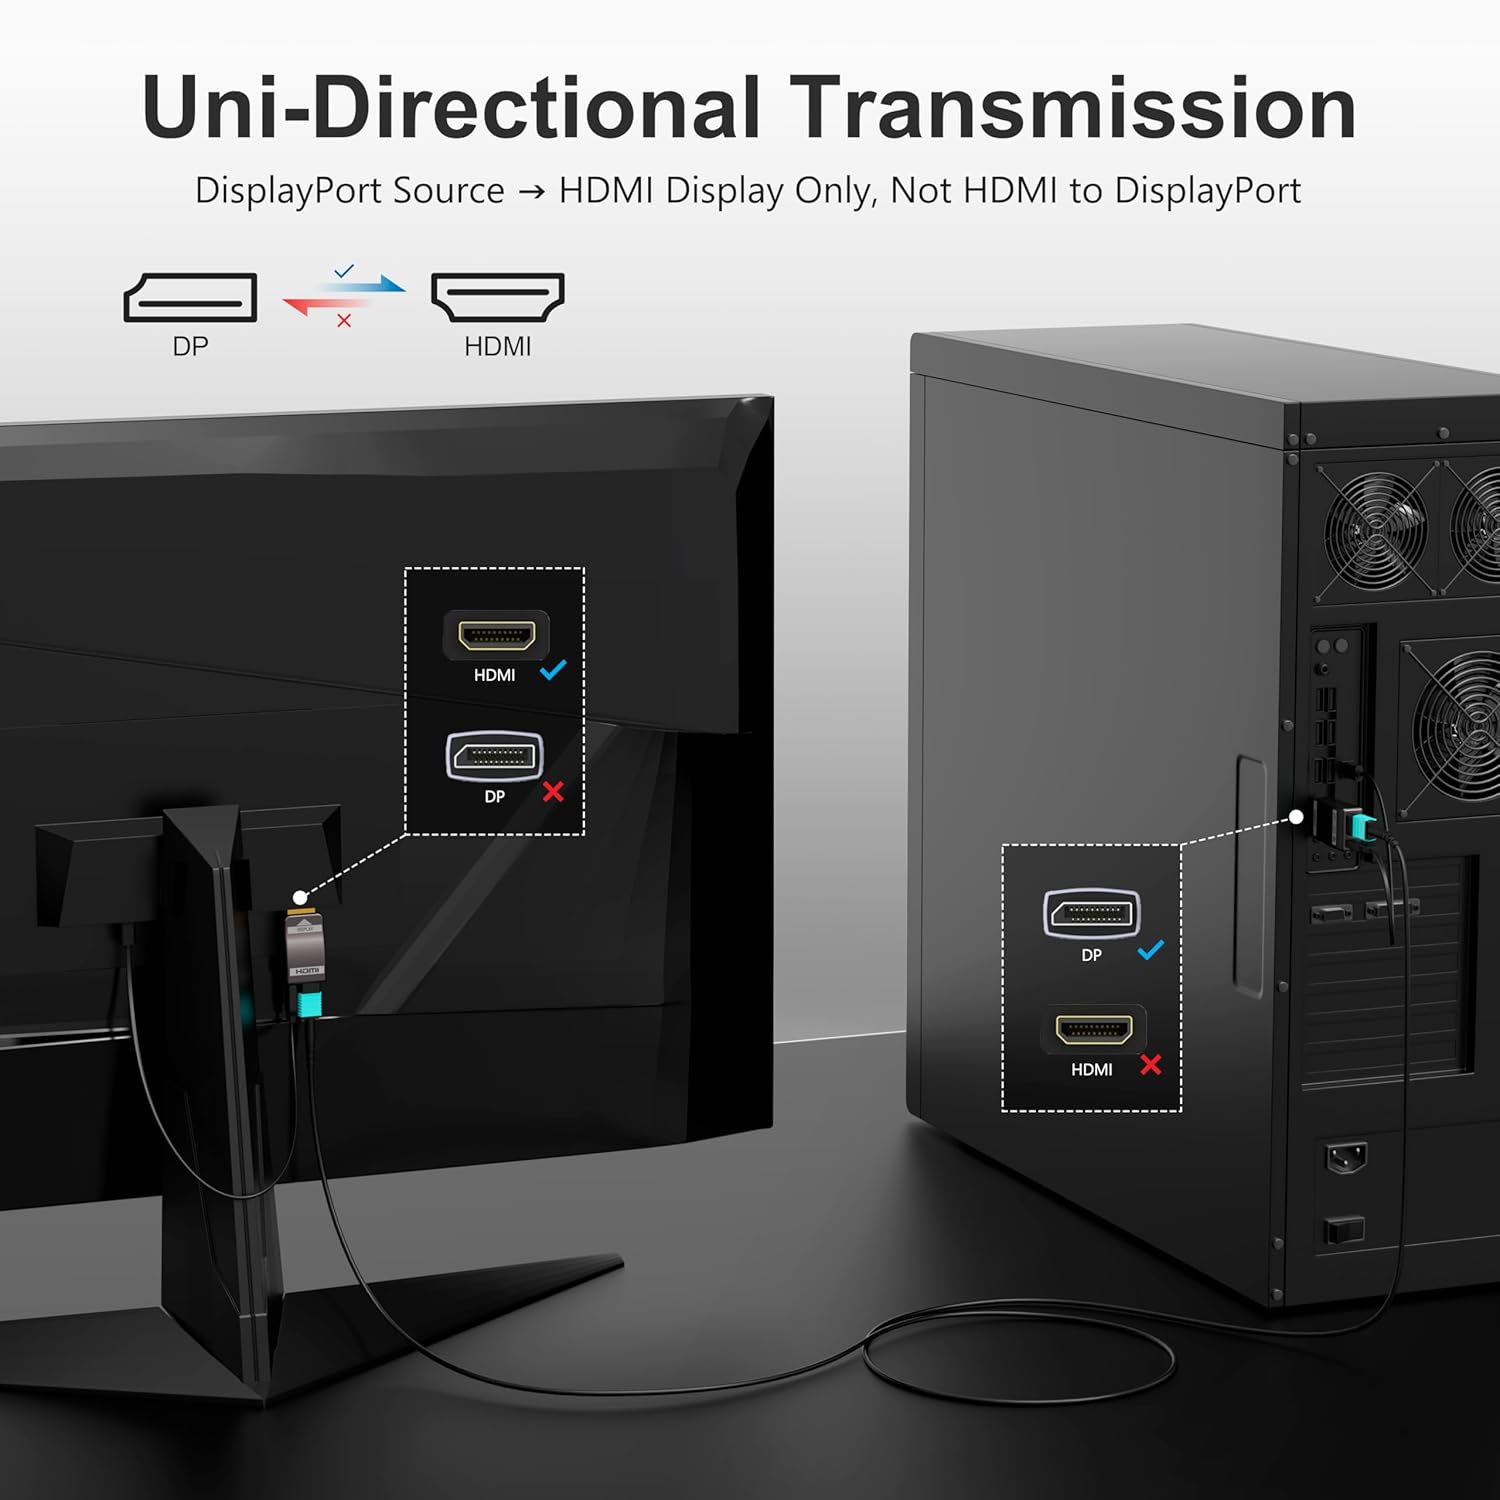 Uni-Directional Transmission
DisplayPort Source → HDMI Display Only, Not HDMI to DisplayPort
DP
HDMI
HDMI
DP
DISPLAY
HDMI
DP
HDMI